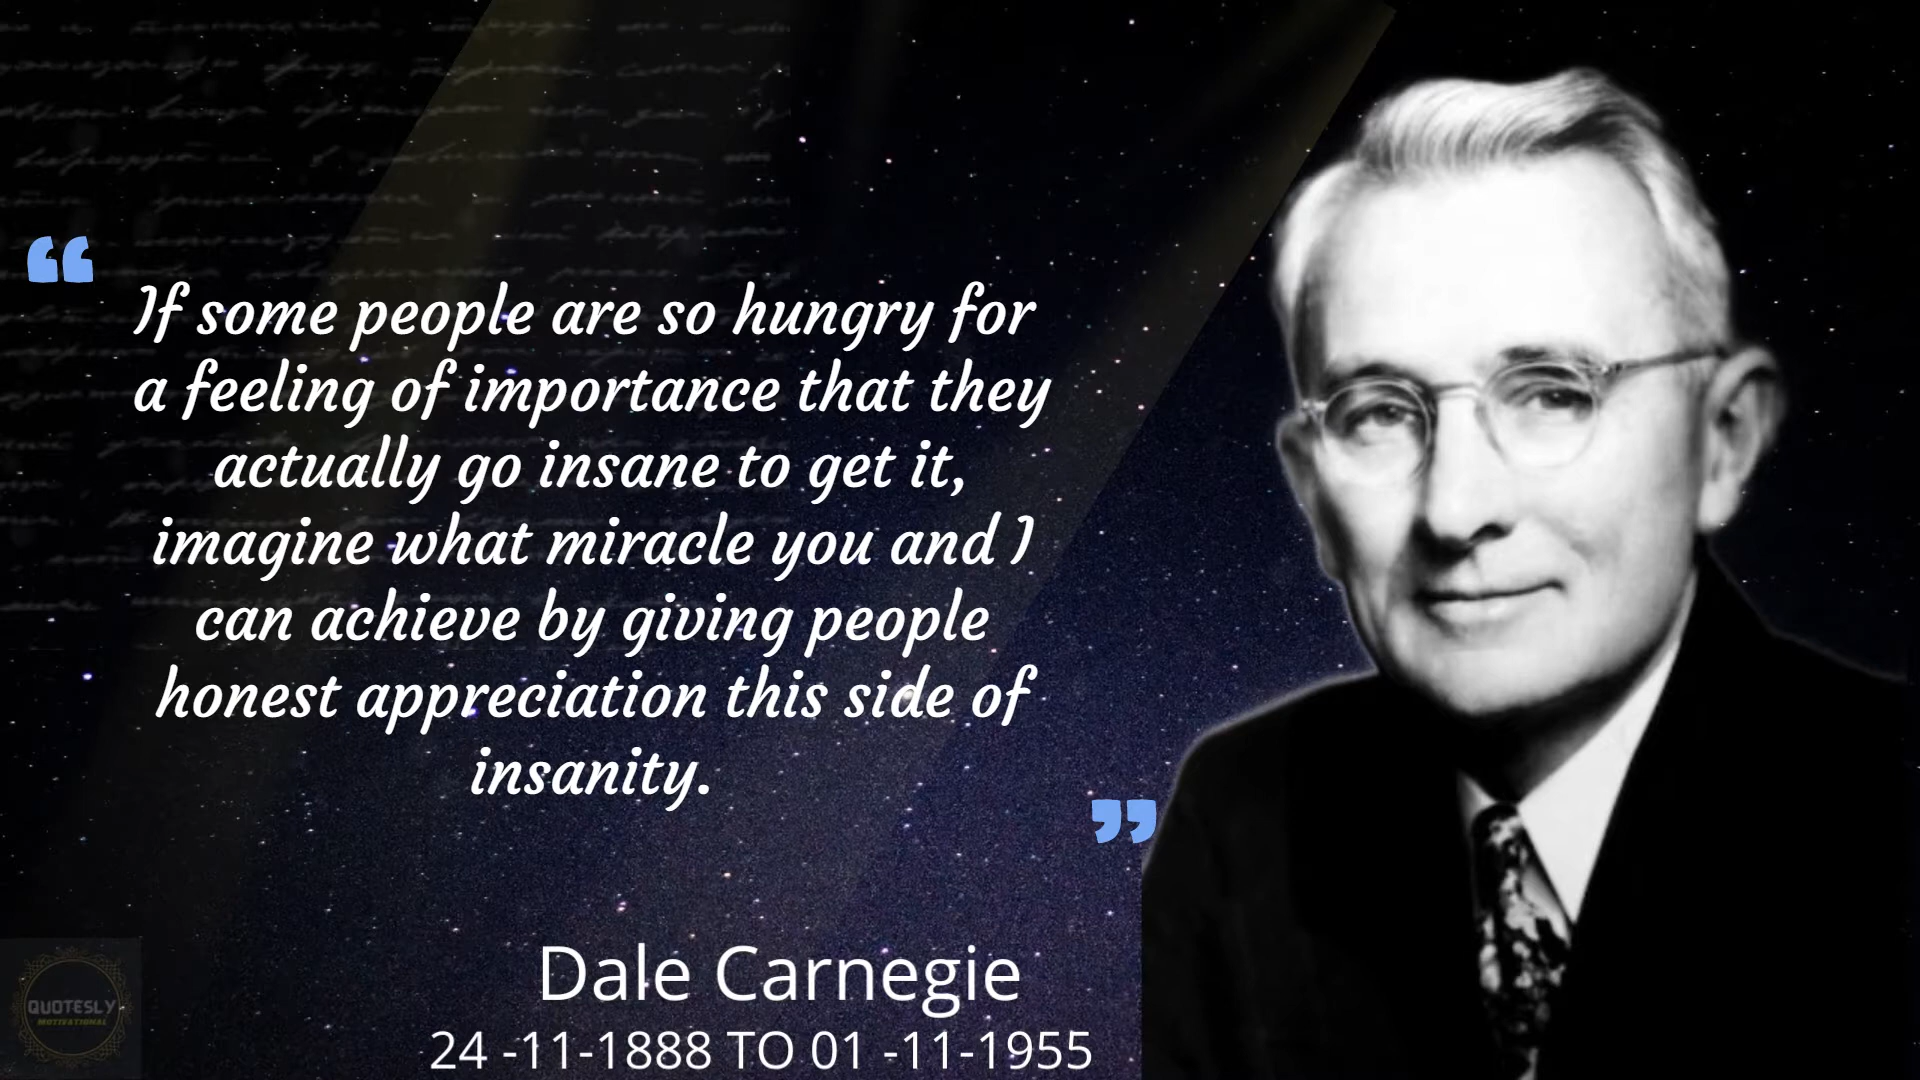 “
If some people are so hungry for
a feeling of importance that they
actually go insane to get it,
imagine what miracle you and I
can achieve by giving people
honest appreciation this side of
insanity.
”
Dale Carnegie
24 -11-1888 TO 01 -11-1955
QUOTESLY
MOTIVATIONAL